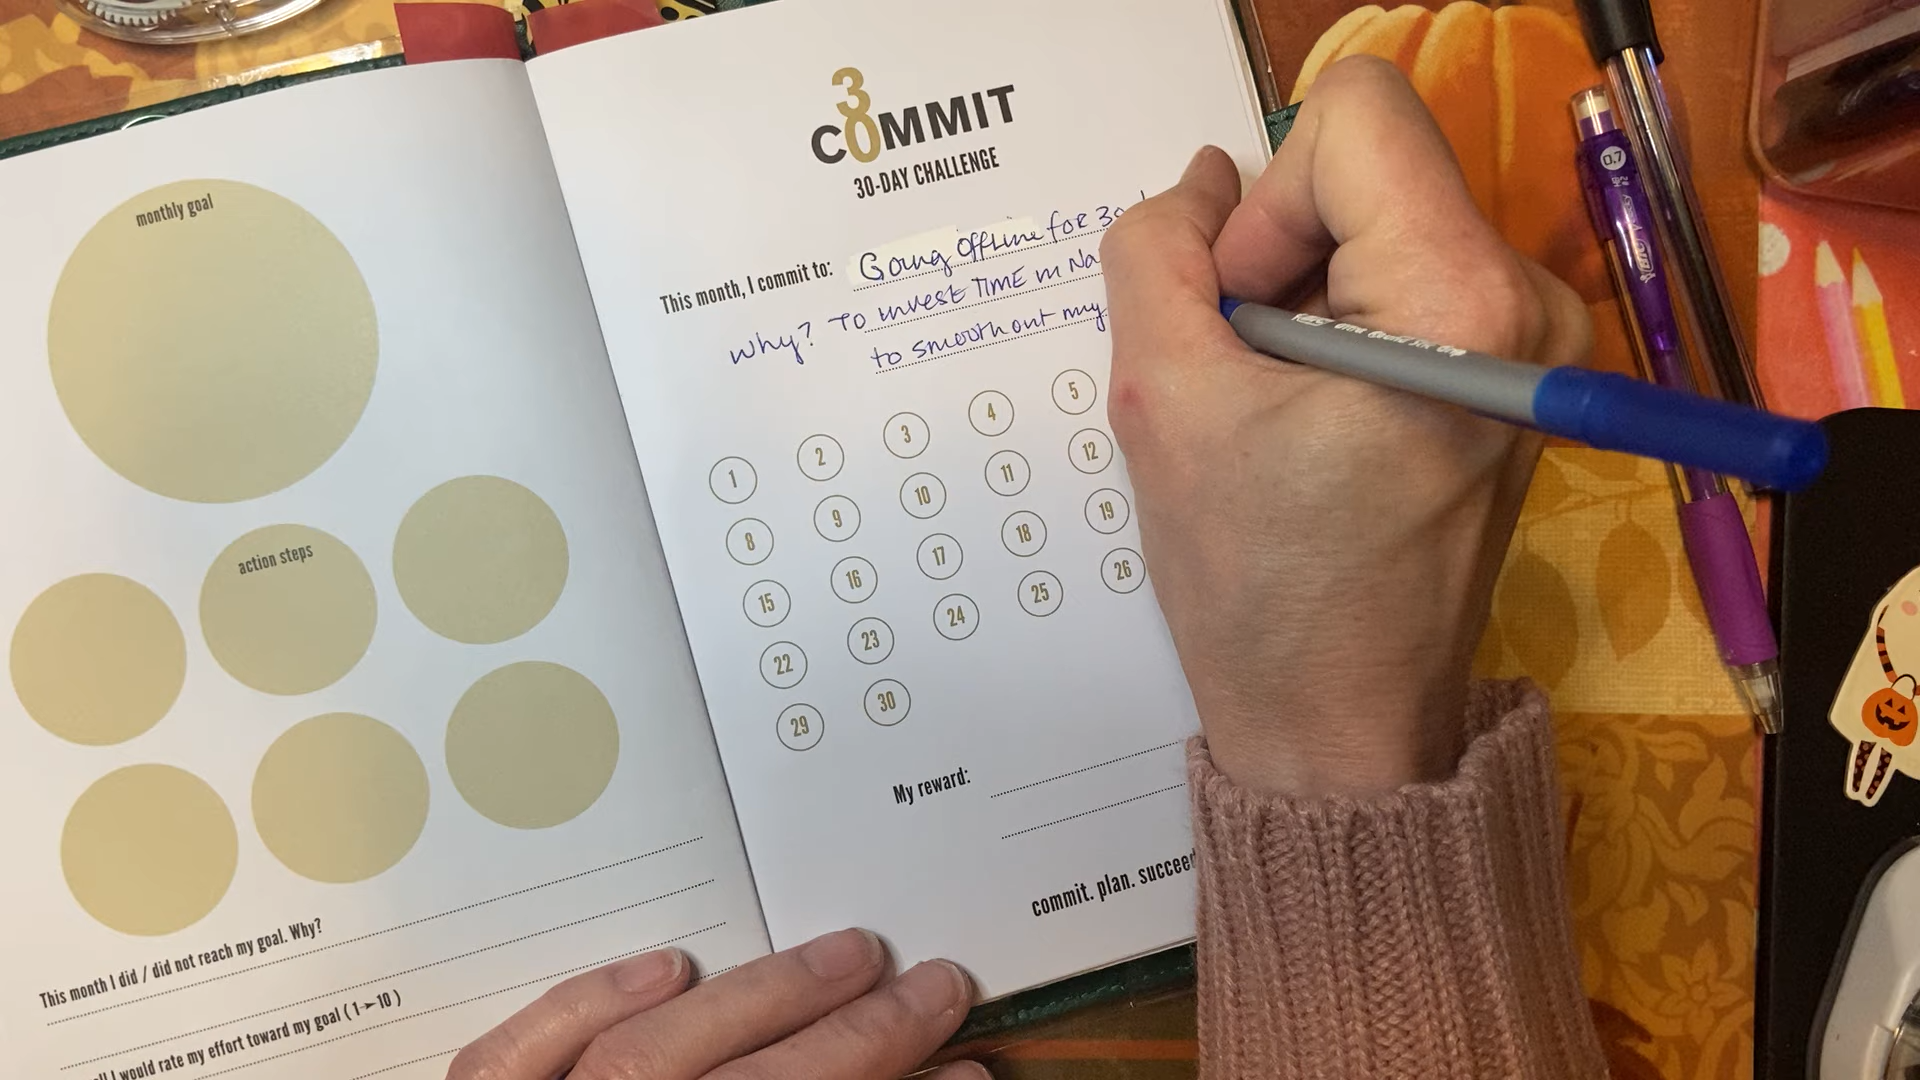 monthly goal
action steps
This month I did / did not reach my goal. Why?
I would rate my effort toward my goal (1→10)
30
COMMIT
30-DAY CHALLENGE
This month, I commit to: Going OffLine foR 30
Why? To invest TIME in
to smooth out my
1 2 3 4 5
8 9 10 11 12
15 16 17 18 19
22 23 24 25 26
29 30
My reward:
commit. plan. succeed
0.7